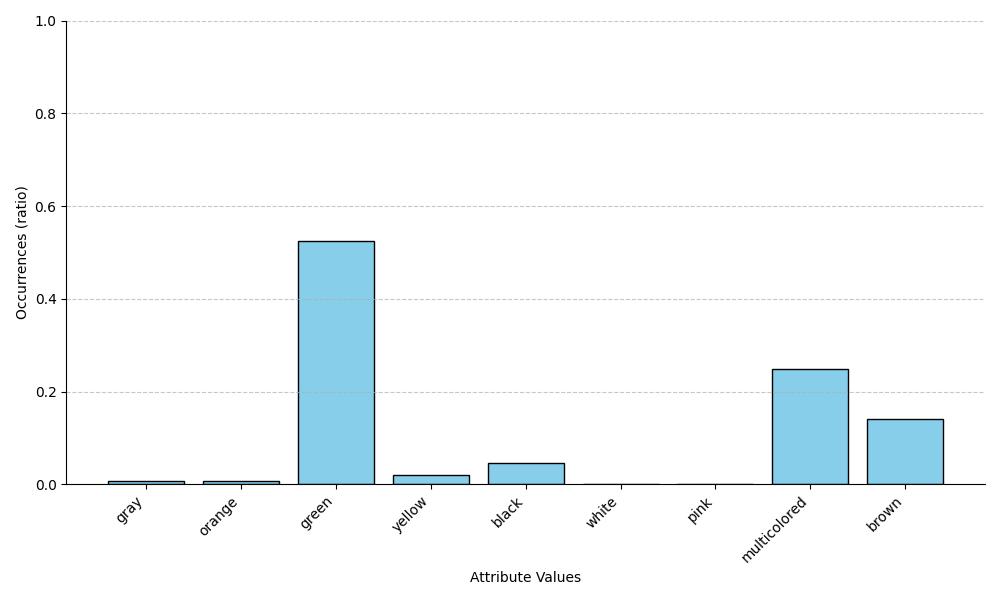 1.0
0.8
0.6
0.4
0.2
0.0
Occurrences (ratio)
gray
orange
green
yellow
black
white
pink
multicolored
brown
Attribute Values